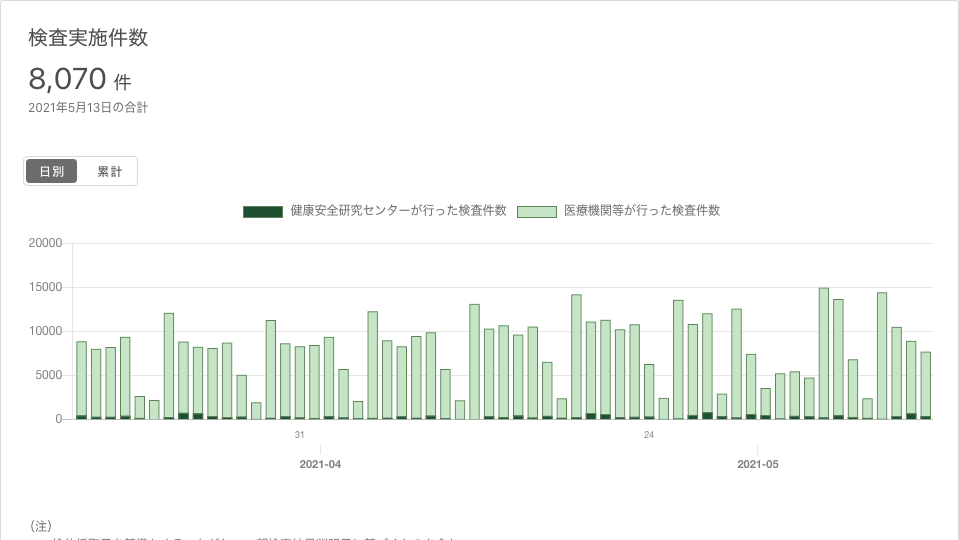 検査実施件数
8,070 件
2021年5月13日の合計
日別 累計
健康安全研究センターが行った検査件数 医療機関等が行った検査件数
20000
15000
10000
5000
0
31 24
2021-04 2021-05
(注)